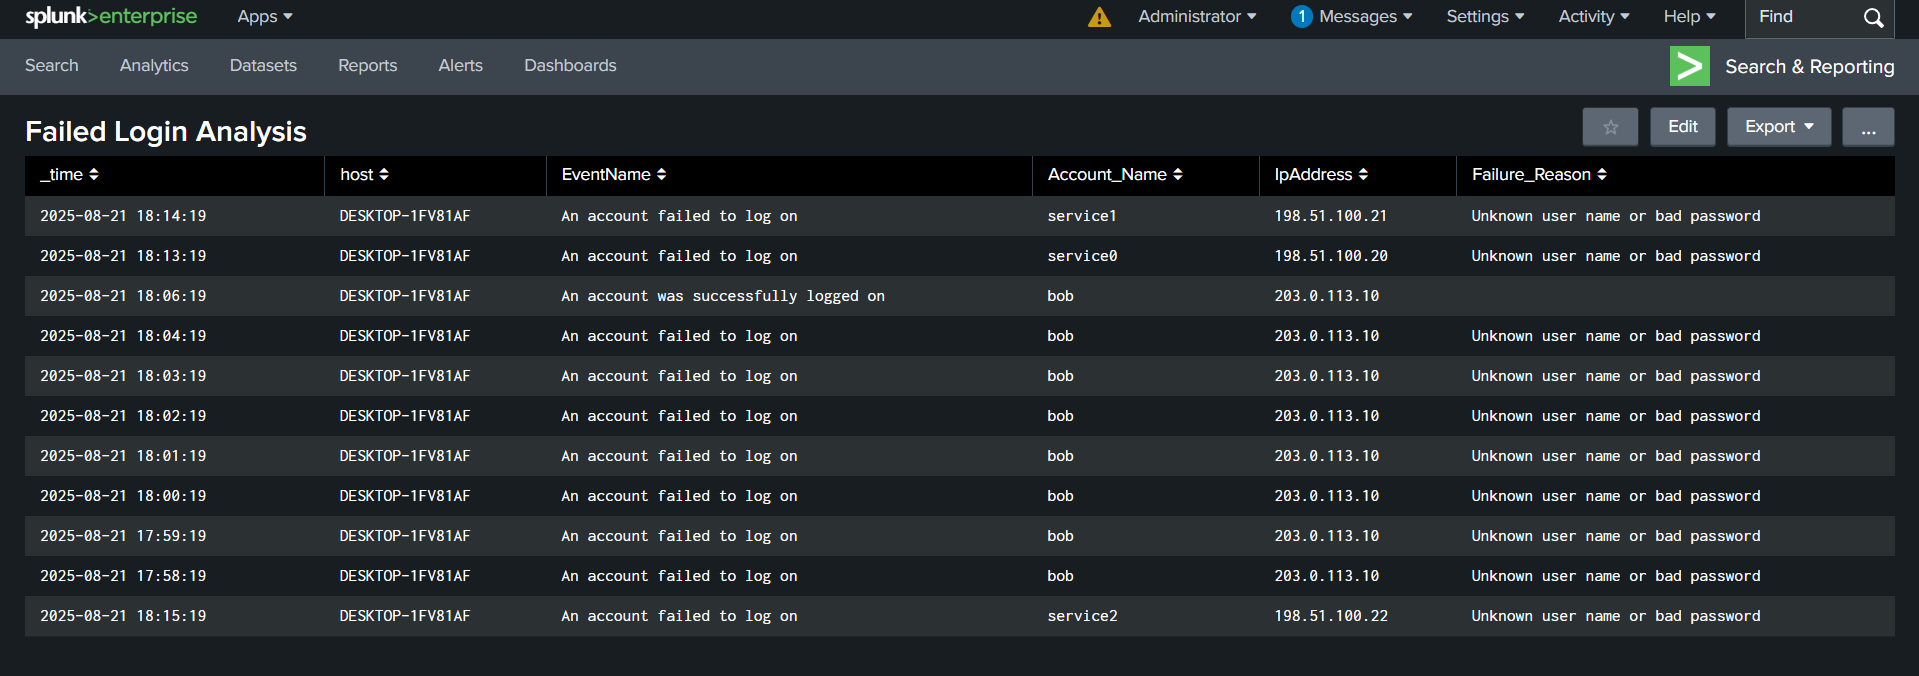 splunk>enterprise Apps Administrator 1 Messages Settings Activity Help Find
Search Analytics Datasets Reports Alerts Dashboards Search & Reporting
Failed Login Analysis Edit Export ...
_time host EventName Account_Name IpAddress Failure_Reason
2025-08-21 18:14:19 DESKTOP-1FV81AF An account failed to log on service1 198.51.100.21 Unknown user name or bad password
2025-08-21 18:13:19 DESKTOP-1FV81AF An account failed to log on service0 198.51.100.20 Unknown user name or bad password
2025-08-21 18:06:19 DESKTOP-1FV81AF An account was successfully logged on bob 203.0.113.10
2025-08-21 18:04:19 DESKTOP-1FV81AF An account failed to log on bob 203.0.113.10 Unknown user name or bad password
2025-08-21 18:03:19 DESKTOP-1FV81AF An account failed to log on bob 203.0.113.10 Unknown user name or bad password
2025-08-21 18:02:19 DESKTOP-1FV81AF An account failed to log on bob 203.0.113.10 Unknown user name or bad password
2025-08-21 18:01:19 DESKTOP-1FV81AF An account failed to log on bob 203.0.113.10 Unknown user name or bad password
2025-08-21 18:00:19 DESKTOP-1FV81AF An account failed to log on bob 203.0.113.10 Unknown user name or bad password
2025-08-21 17:59:19 DESKTOP-1FV81AF An account failed to log on bob 203.0.113.10 Unknown user name or bad password
2025-08-21 17:58:19 DESKTOP-1FV81AF An account failed to log on bob 203.0.113.10 Unknown user name or bad password
2025-08-21 18:15:19 DESKTOP-1FV81AF An account failed to log on service2 198.51.100.22 Unknown user name or bad password